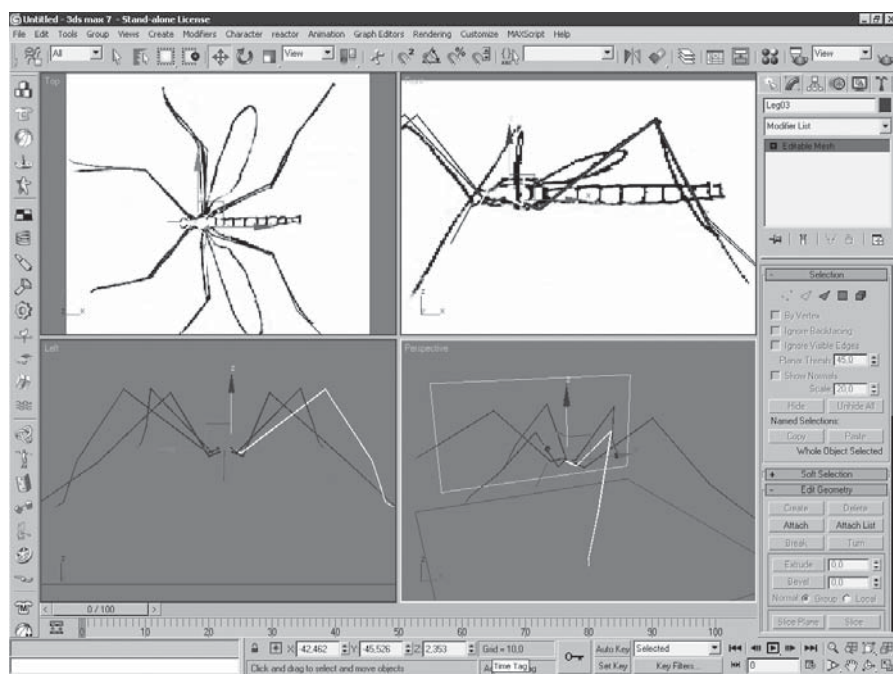 Untitled - 3ds max 7 - Stand-alone License
File Edit Tools Group Views Create Modifiers Character reactor Animation Graph Editors Rendering Customize MAXScript Help
All View View
Top
Leg03
Modifier List
Editable Mesh
Selection
By Vertex
Ignore Backfacing
Ignore Visible Edges
Planar Thresh: 45,0
Show Normals
Scale: 20,0
Hide Unhide All
Named Selections:
Copy Paste
Whole Object Selected
Soft Selection
Edit Geometry
Create Delete
Attach Attach List
Break Turn
Extrude 0,0
Bevel 0,0
Normal: Group Local
Slice Plane Slice
z x
Left Perspective
z
0 / 100
10 20 30 40 50 60 70 80 90 100
X -42,462 Y -45,526 Z 2,353 Grid = 10,0
Auto Key Selected
Click and drag to select and move objects
Time Tag
Set Key Key Filters... 0